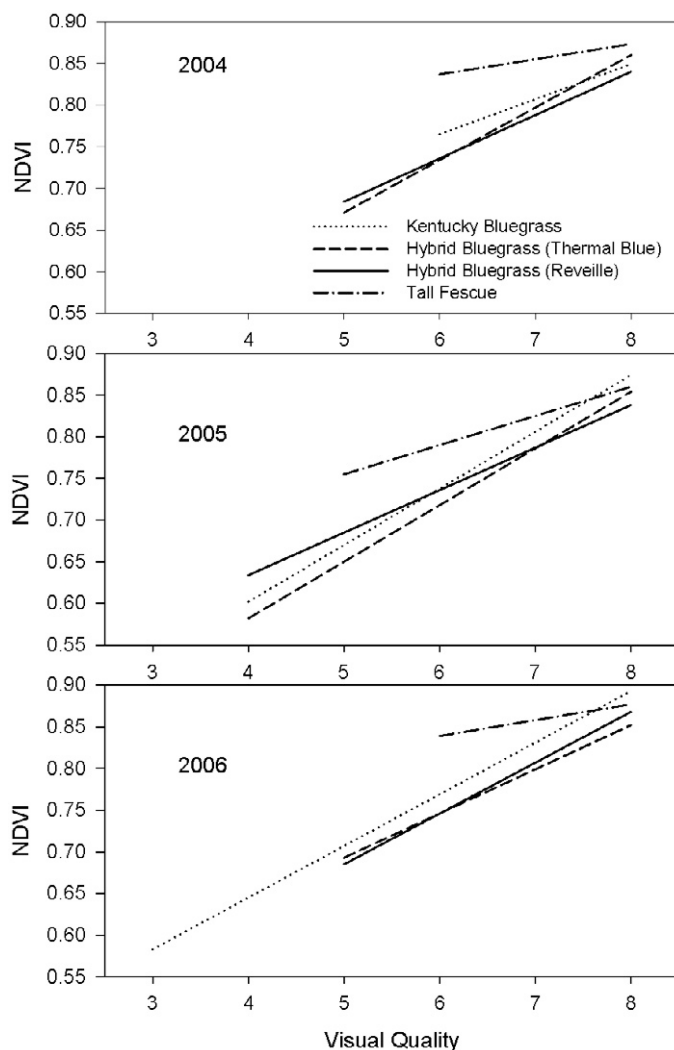 0.90
0.85
2004
0.80
NDVI
0.75
0.70
0.65
Kentucky Bluegrass
Hybrid Bluegrass (Thermal Blue)
0.60
Hybrid Bluegrass (Reveille)
Tall Fescue
0.55
3 4 5 6 7 8
0.90
0.85
2005
0.80
NDVI
0.75
0.70
0.65
0.60
0.55
3 4 5 6 7 8
0.90
0.85
2006
0.80
NDVI
0.75
0.70
0.65
0.60
0.55
3 4 5 6 7 8
Visual Quality